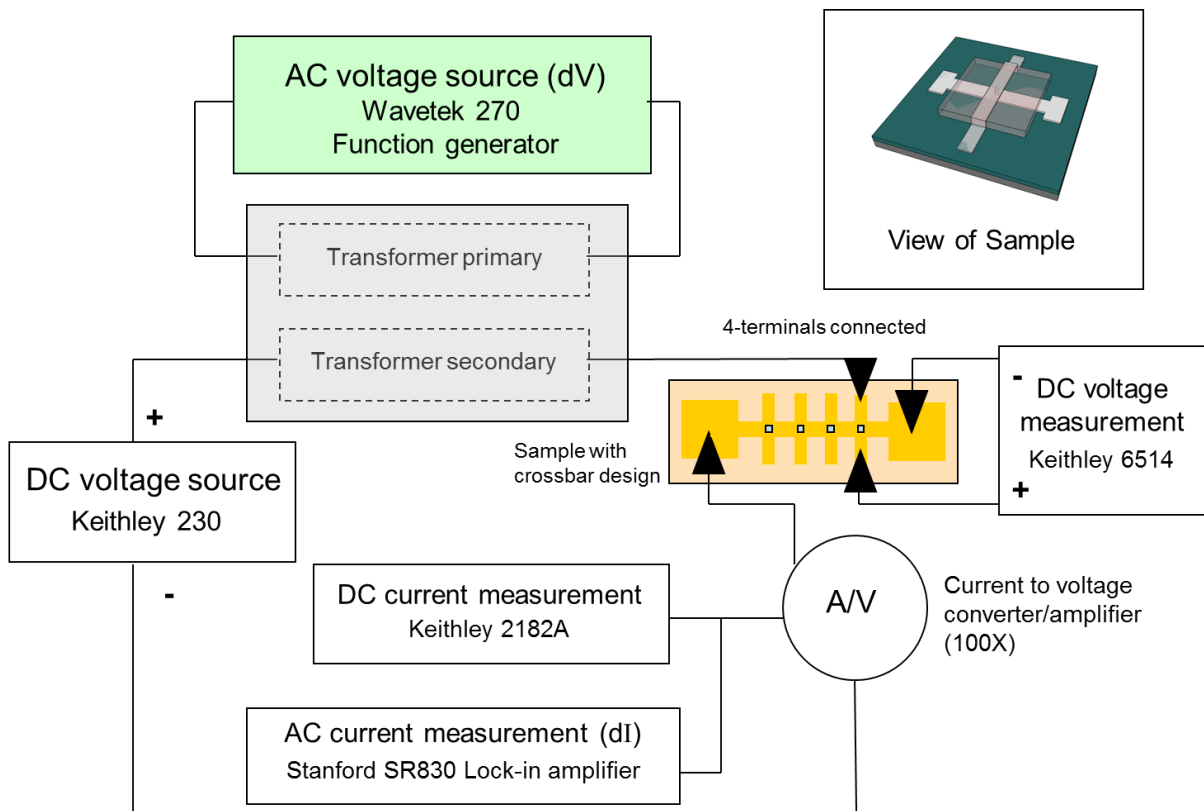 AC voltage source (dV)
Wavetek 270
Function generator
Transformer primary
Transformer secondary
View of Sample
4-terminals connected
+
DC voltage source
Keithley 230
-
Sample with
crossbar design
-
DC voltage
measurement
Keithley 6514
+
DC current measurement
Keithley 2182A
A/V
Current to voltage
converter/amplifier
(100X)
AC current measurement (dI)
Stanford SR830 Lock-in amplifier